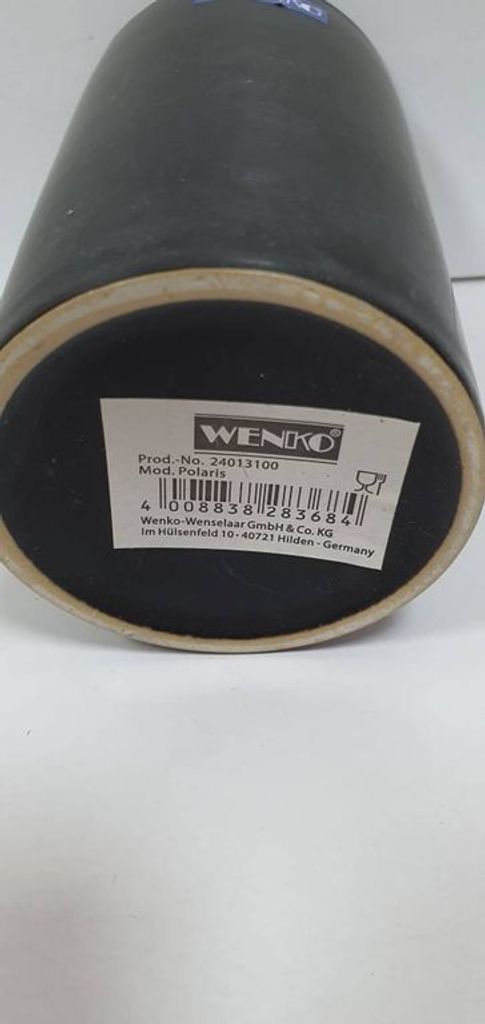 WENKO®
Prod.-No. 24013100
Mod. Polaris
4 008838 283684
Wenko-Wenselaar GmbH & Co. KG
Im Hülsenfeld 10 - 40721 Hilden - Germany